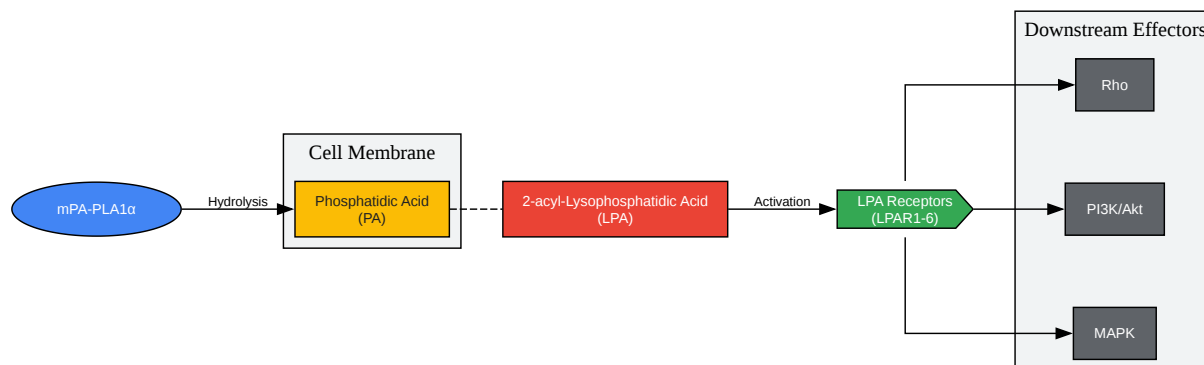 Downstream Effectors
Rho
Cell Membrane
mPA-PLA1α
Hydrolysis
Phosphatidic Acid
(PA)
2-acyl-Lysophosphatidic Acid
(LPA)
Activation
LPA Receptors
(LPAR1-6)
PI3K/Akt
MAPK